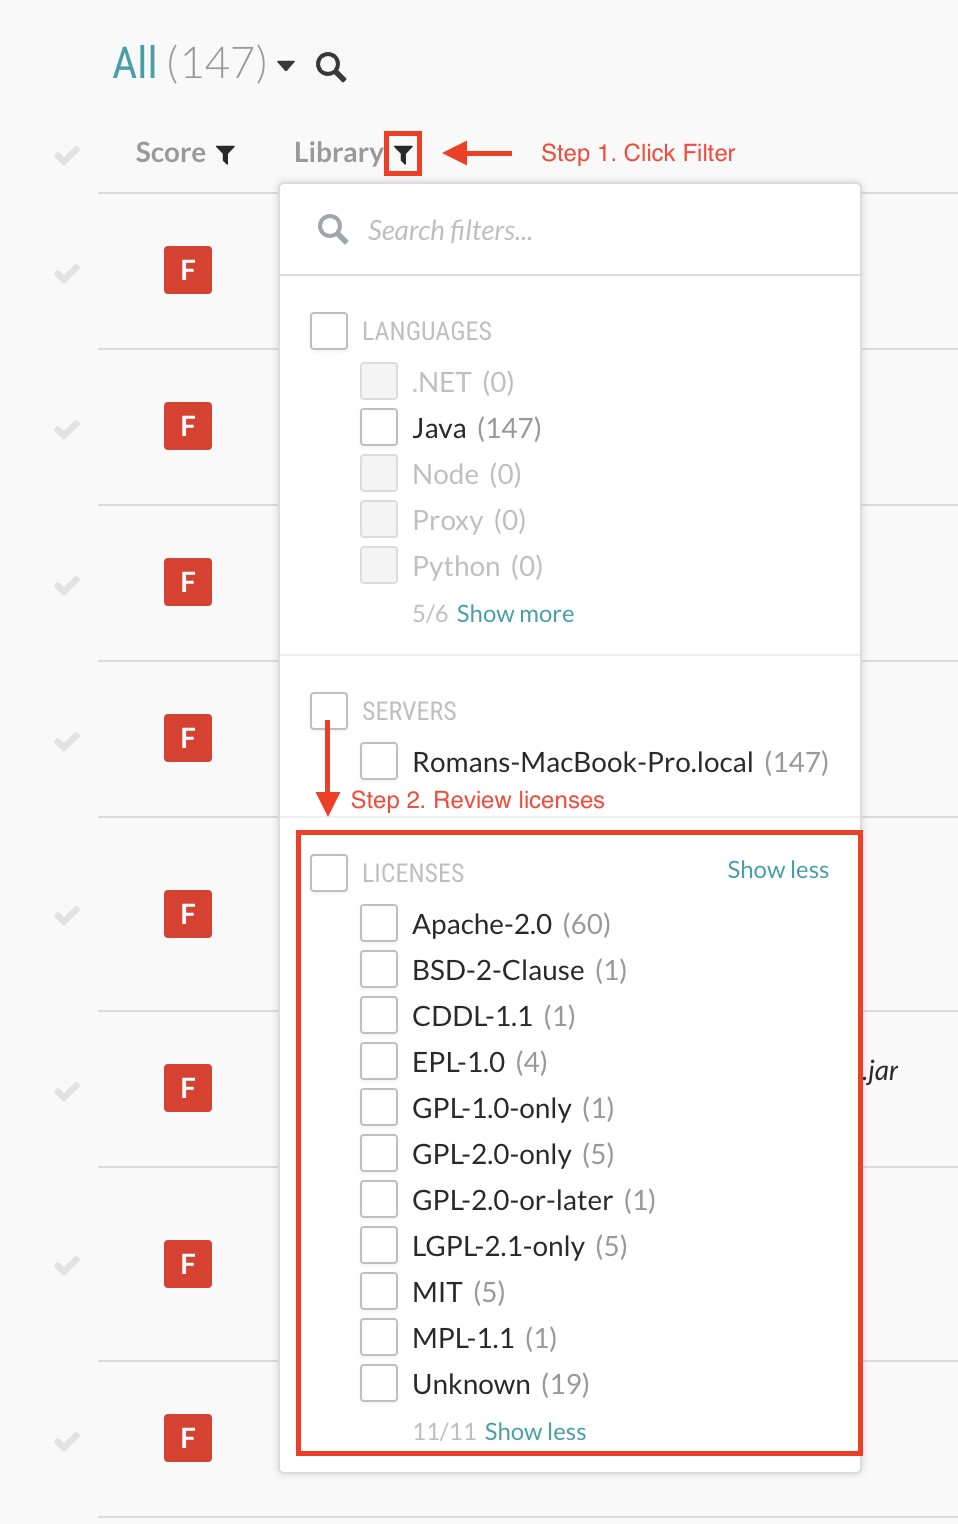 All (147)
Score Library Step 1. Click Filter
Search filters...
LANGUAGES
F
.NET (0)
Java (147)
F
Node (0)
Proxy (0)
Python (0)
F
5/6 Show more
SERVERS
F
Romans-MacBook-Pro.local (147)
Step 2. Review licenses
LICENSES Show less
F
Apache-2.0 (60)
BSD-2-Clause (1)
CDDL-1.1 (1)
EPL-1.0 (4)
.jar
F
GPL-1.0-only (1)
GPL-2.0-only (5)
GPL-2.0-or-later (1)
LGPL-2.1-only (5)
F
MIT (5)
MPL-1.1 (1)
Unknown (19)
11/11 Show less
F